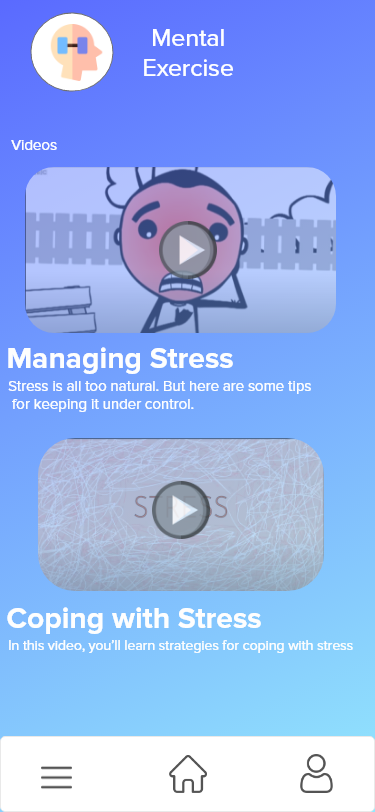 Mental
Exercise
Videos
Managing Stress
Stress is all too natural. But here are some tips
for keeping it under control.
STRESS
Coping with Stress
In this video, you'll learn strategies for coping with stress